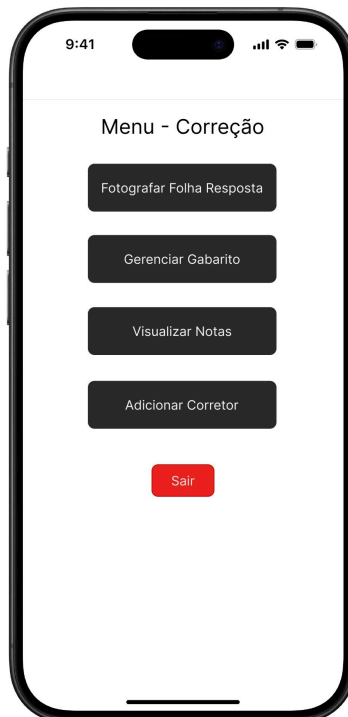 9:41
Menu - Correção
Fotografar Folha Resposta
Gerenciar Gabarito
Visualizar Notas
Adicionar Corretor
Sair